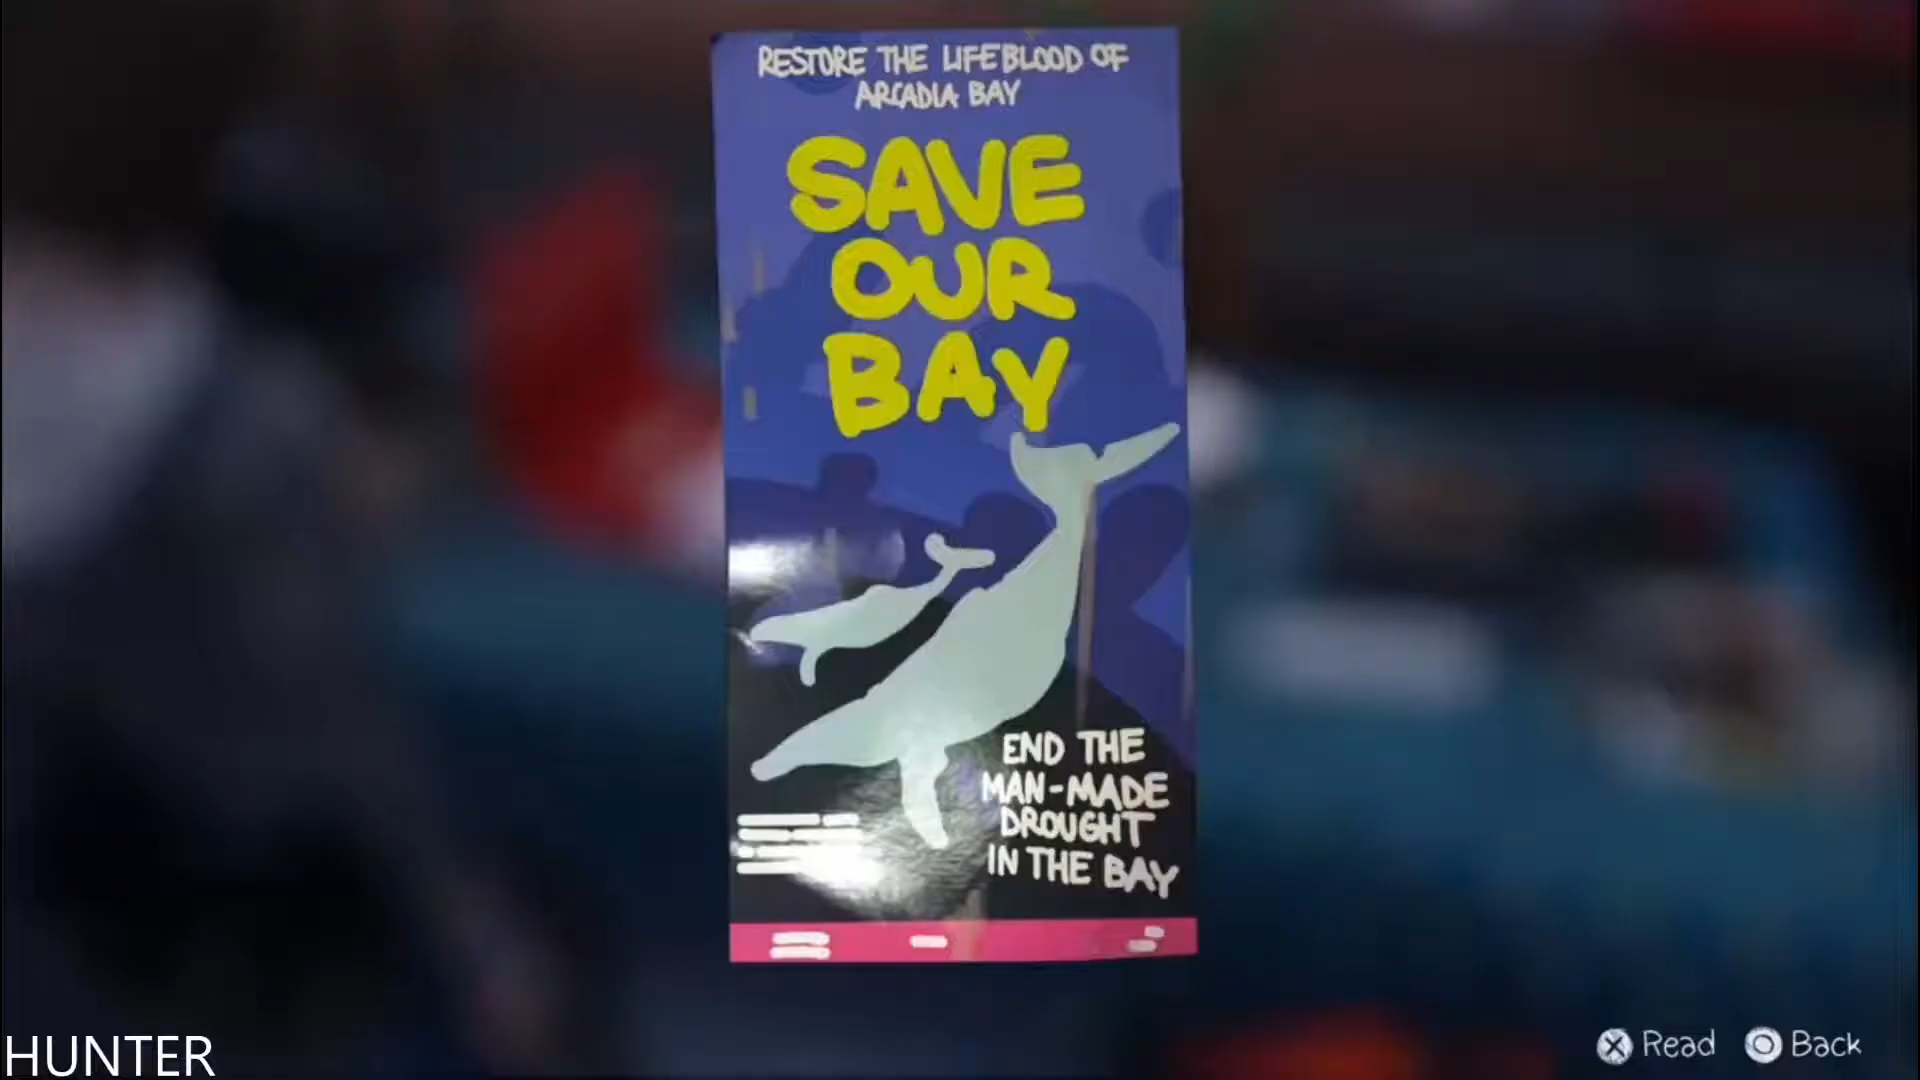 RESTORE THE LIFEBLOOD OF
ARCADIA BAY
SAVE
OUR
BAY
END THE
MAN-MADE
DROUGHT
IN THE BAY
HUNTER
Read Back